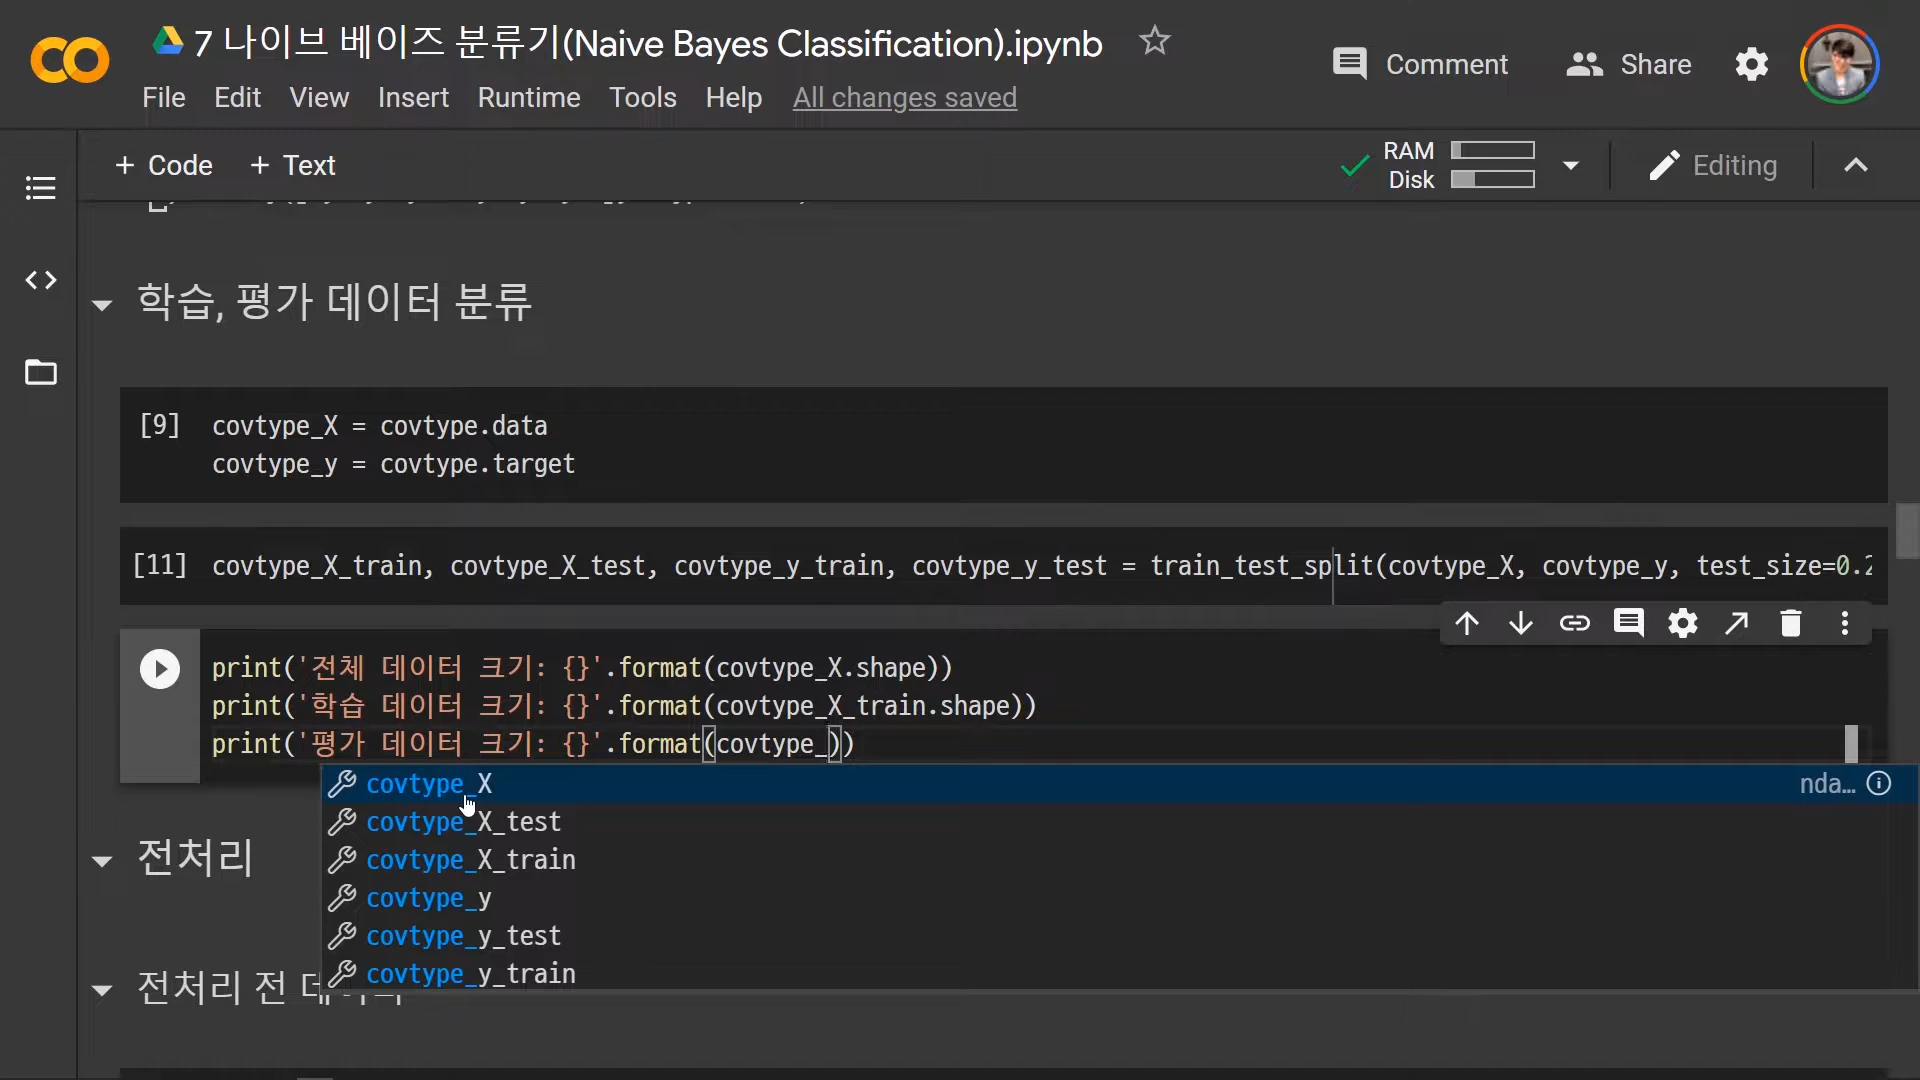 7 나이브 베이즈 분류기(Naive Bayes Classification).ipynb
Comment
Share
File Edit View Insert Runtime Tools Help All changes saved
+ Code + Text
RAM
Disk
Editing
학습, 평가 데이터 분류
[9] covtype_X = covtype.data
covtype_y = covtype.target
[11] covtype_X_train, covtype_X_test, covtype_y_train, covtype_y_test = train_test_split(covtype_X, covtype_y, test_size=0.2
print('전체 데이터 크기: {}'.format(covtype_X.shape))
print('학습 데이터 크기: {}'.format(covtype_X_train.shape))
print('평가 데이터 크기: {}'.format(covtype_))
covtype_X nda...
covtype_X_test
covtype_X_train
covtype_y
covtype_y_test
covtype_y_train
전처리
전처리 전